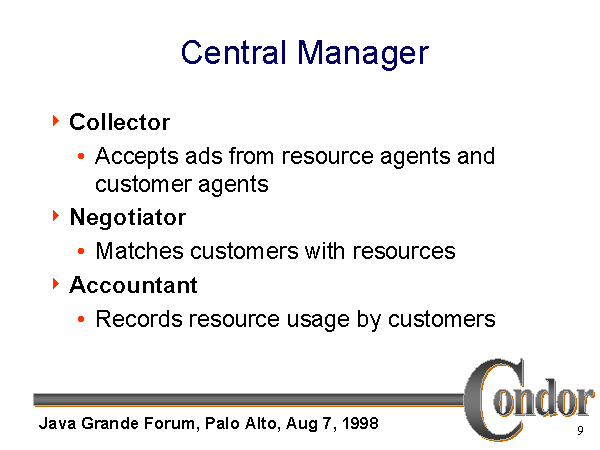 Central Manager
Collector
• Accepts ads from resource agents and
customer agents
Negotiator
• Matches customers with resources
Accountant
• Records resource usage by customers
Condor
Java Grande Forum, Palo Alto, Aug 7, 1998
9